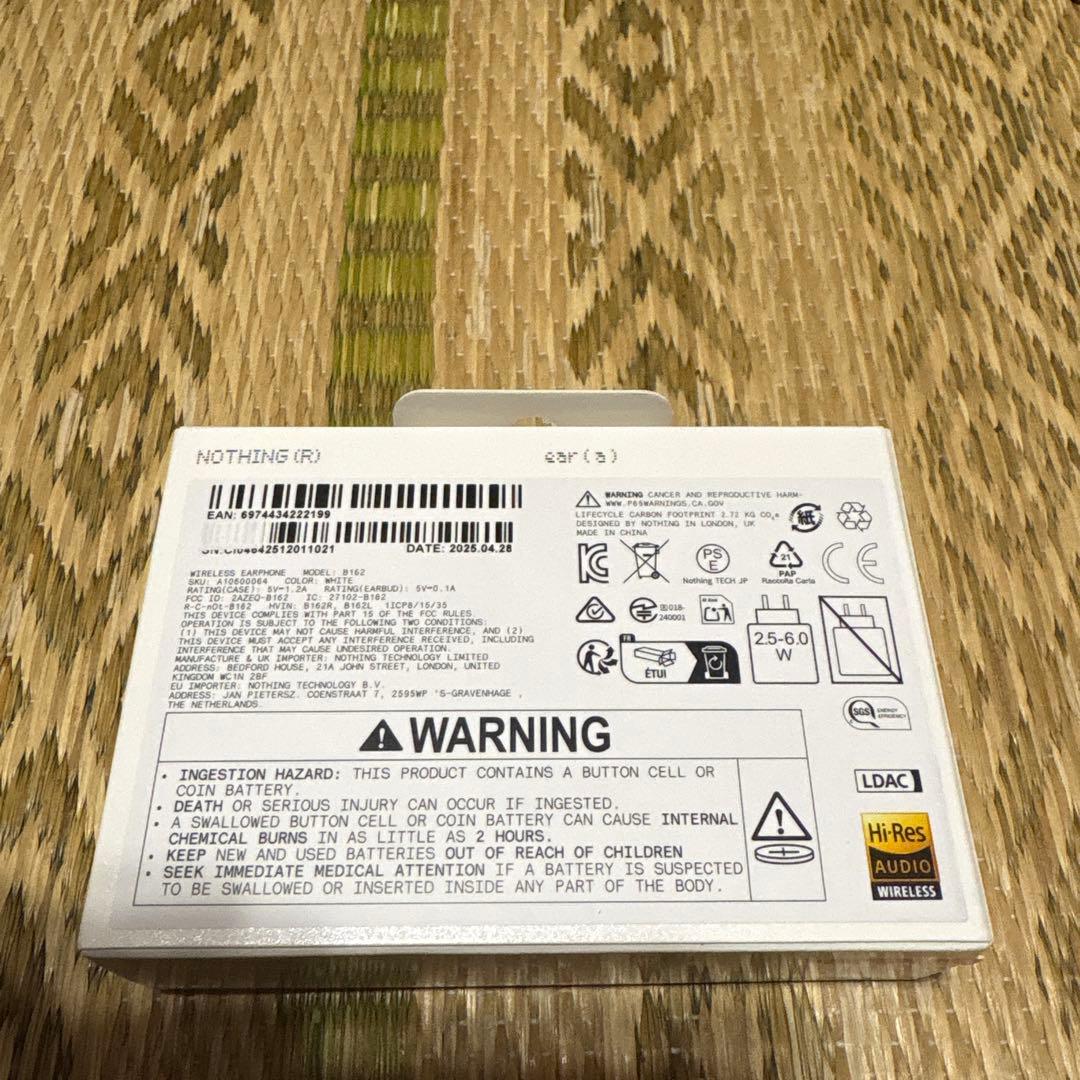 NOTHING(R)
ear (a)
EAN: 6974434222199
DATE: 2025.04.28
WIRELESS EARPHONE MODEL: B162
SKU: A10600064 COLOR: WHITE
RATING(CASE): 5V⎓1.2A RATING(EARBUD): 5V⎓0.1A
FCC ID: 2AZEQ-B162 IC: 27102-B162
R-C-nOt-B162 HVIN: B162R, B162L 1ICP8/15/35
THIS DEVICE COMPLIES WITH PART 15 OF THE FCC RULES.
OPERATION IS SUBJECT TO THE FOLLOWING TWO CONDITIONS:
(1) THIS DEVICE MAY NOT CAUSE HARMFUL INTERFERENCE, AND (2)
THIS DEVICE MUST ACCEPT ANY INTERFERENCE RECEIVED, INCLUDING
INTERFERENCE THAT MAY CAUSE UNDESIRED OPERATION.
MANUFACTURE & UK IMPORTER: NOTHING TECHNOLOGY LIMITED
ADDRESS: BEDFORD HOUSE, 21A JOHN STREET, LONDON, UNITED
KINGDOM WC1N 2BF
EU IMPORTER: NOTHING TECHNOLOGY B.V.
ADDRESS: JAN PIETERSZ. COENSTRAAT 7, 2595WP 'S-GRAVENHAGE ,
THE NETHERLANDS.
WARNING CANCER AND REPRODUCTIVE HARM-
WWW.P65WARNINGS.CA.GOV
LIFECYCLE CARBON FOOTPRINT 2.72 KG CO₂e
DESIGNED BY NOTHING IN LONDON, UK
MADE IN CHINA
紙
PS
E
Nothing TECH JP
21
PAP
Raccolta Carta
CE
018-
240001
FR
ÉTUI
2.5-6.0
W
SGS ENERGY
EFFICIENCY
LDAC
Hi-Res
AUDIO
WIRELESS
WARNING
• INGESTION HAZARD: THIS PRODUCT CONTAINS A BUTTON CELL OR
COIN BATTERY.
• DEATH OR SERIOUS INJURY CAN OCCUR IF INGESTED.
• A SWALLOWED BUTTON CELL OR COIN BATTERY CAN CAUSE INTERNAL
CHEMICAL BURNS IN AS LITTLE AS 2 HOURS.
• KEEP NEW AND USED BATTERIES OUT OF REACH OF CHILDREN
• SEEK IMMEDIATE MEDICAL ATTENTION IF A BATTERY IS SUSPECTED
TO BE SWALLOWED OR INSERTED INSIDE ANY PART OF THE BODY.